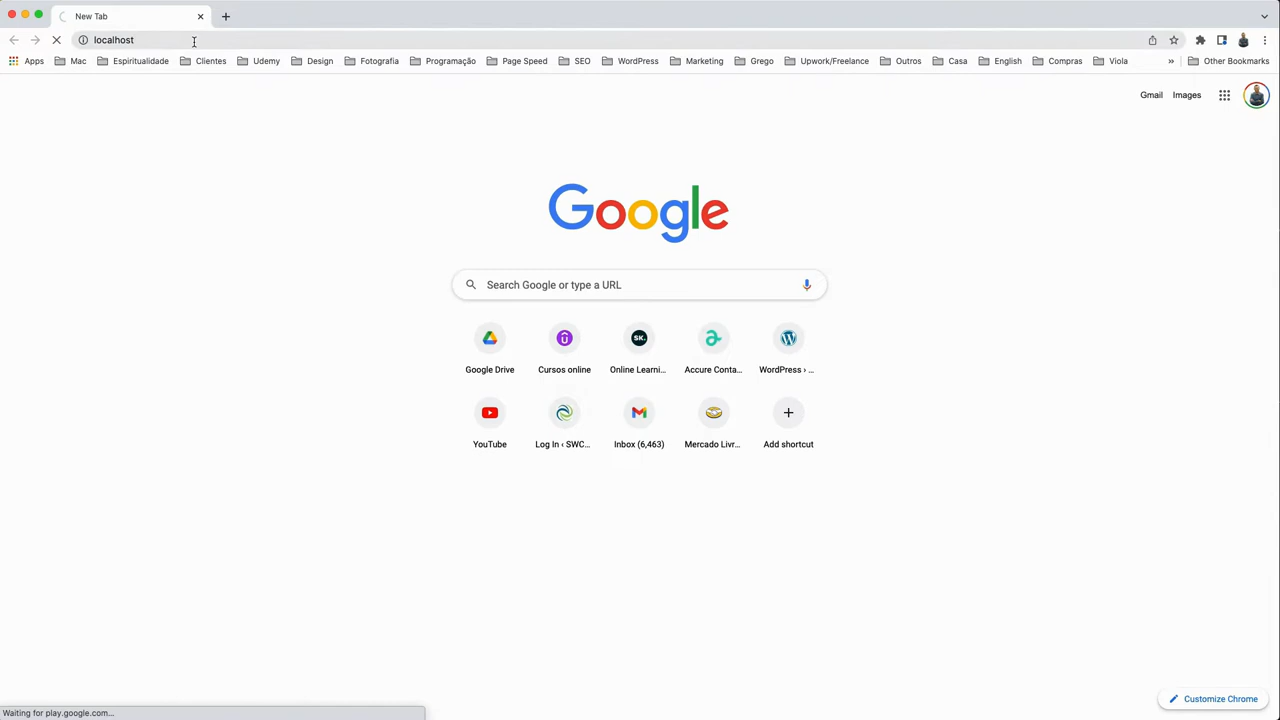 New Tab
localhost
Apps Mac Espiritualidade Clientes Udemy Design Fotografia Programação Page Speed SEO WordPress Marketing Grego Upwork/Freelance Outros Casa English Compras Viola » Other Bookmarks
Gmail Images
Google
Search Google or type a URL
Google Drive Cursos online Online Learni... Accure Conta... WordPress › ...
YouTube Log In ‹ SWC... Inbox (6,463) Mercado Livr... Add shortcut
Customize Chrome
Waiting for play.google.com...